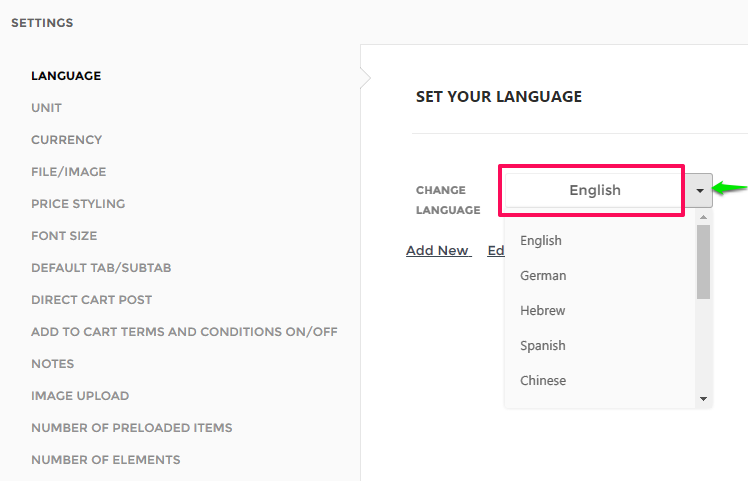 SETTINGS
LANGUAGE
UNIT
CURRENCY
FILE/IMAGE
PRICE STYLING
FONT SIZE
DEFAULT TAB/SUBTAB
DIRECT CART POST
ADD TO CART TERMS AND CONDITIONS ON/OFF
NOTES
IMAGE UPLOAD
NUMBER OF PRELOADED ITEMS
NUMBER OF ELEMENTS
SET YOUR LANGUAGE
CHANGE
LANGUAGE
English
Add New Ed
English
German
Hebrew
Spanish
Chinese